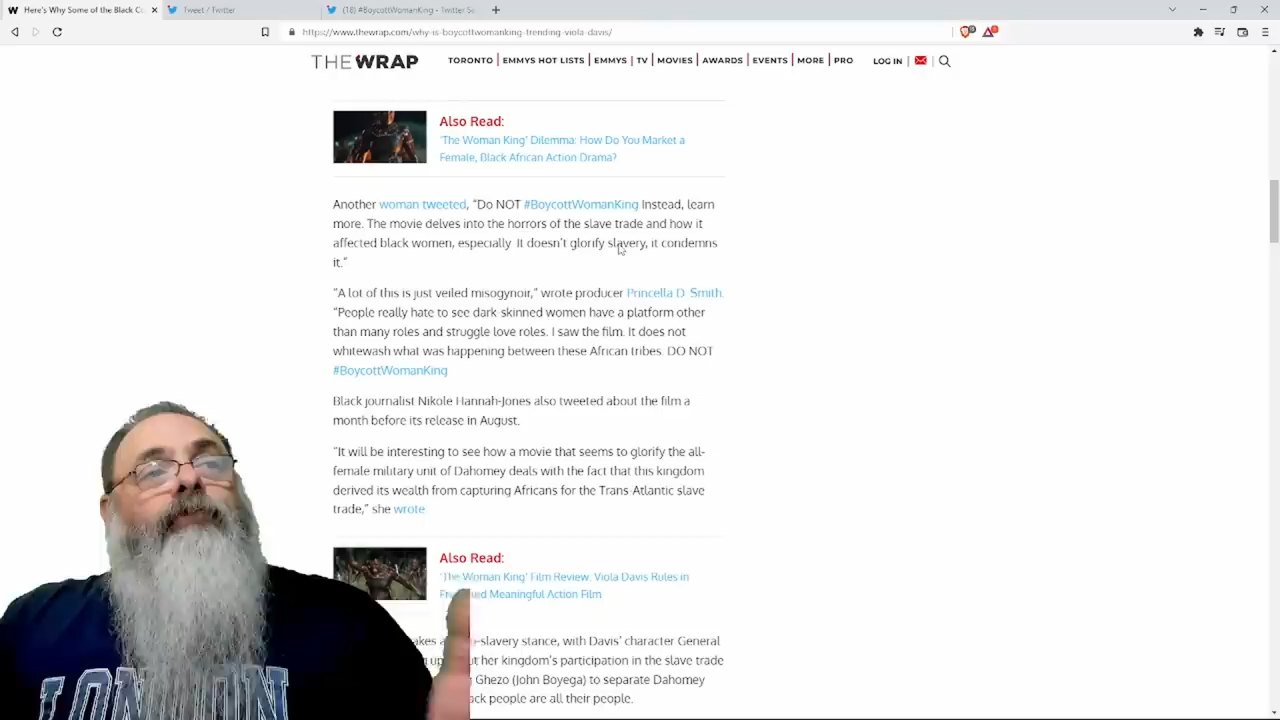 Here's Why Some of the Black C
Tweet / Twitter
(18) #BoycottWomanKing - Twitter Se
https://www.thewrap.com/why-is-boycottwomanking-trending-viola-davis/
THE WRAP
TORONTO EMMYS HOT LISTS EMMYS TV MOVIES AWARDS EVENTS MORE PRO
LOG IN
Also Read:
'The Woman King' Dilemma: How Do You Market a
Female, Black African Action Drama?
Another woman tweeted, "Do NOT #BoycottWomanKing Instead, learn
more. The movie delves into the horrors of the slave trade and how it
affected black women, especially. It doesn't glorify slavery, it condemns
it."
"A lot of this is just veiled misogynoir," wrote producer Princella D. Smith.
"People really hate to see dark-skinned women have a platform other
than many roles and struggle love roles. I saw the film. It does not
whitewash what was happening between these African tribes. DO NOT
#BoycottWomanKing
Black journalist Nikole Hannah-Jones also tweeted about the film a
month before its release in August.
"It will be interesting to see how a movie that seems to glorify the all-
female military unit of Dahomey deals with the fact that this kingdom
derived its wealth from capturing Africans for the Trans-Atlantic slave
trade," she wrote
Also Read:
'The Woman King' Film Review: Viola Davis Rules in
Meaningful Action Film
-slavery stance, with Davis' character General
her kingdom's participation in the slave trade
Ghezo (John Boyega) to separate Dahomey
people are all their people.
LONDON